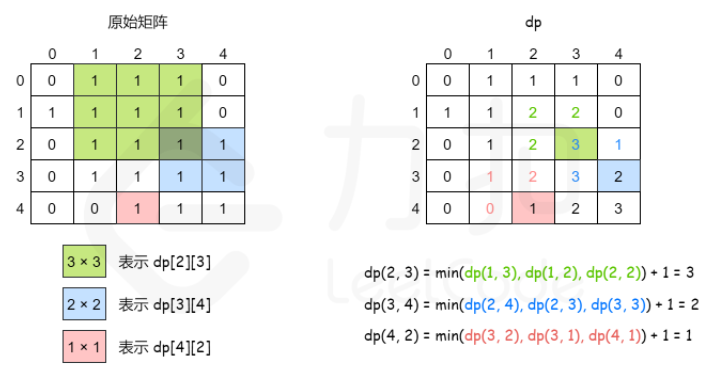 原始矩阵
0 1 2 3 4
0 0 1 1 1 0
1 1 1 1 1 0
2 0 1 1 1 1
3 0 1 1 1 1
4 0 0 1 1 1
3 × 3 表示 dp[2][3]
2 × 2 表示 dp[3][4]
1 × 1 表示 dp[4][2]
dp
0 1 2 3 4
0 0 1 1 1 0
1 1 1 2 2 0
2 0 1 2 3 1
3 0 1 2 3 2
4 0 0 1 2 3
dp(2, 3) = min(dp(1, 3), dp(1, 2), dp(2, 2)) + 1 = 3
dp(3, 4) = min(dp(2, 4), dp(2, 3), dp(3, 3)) + 1 = 2
dp(4, 2) = min(dp(3, 2), dp(3, 1), dp(4, 1)) + 1 = 1
力扣
LeetCode